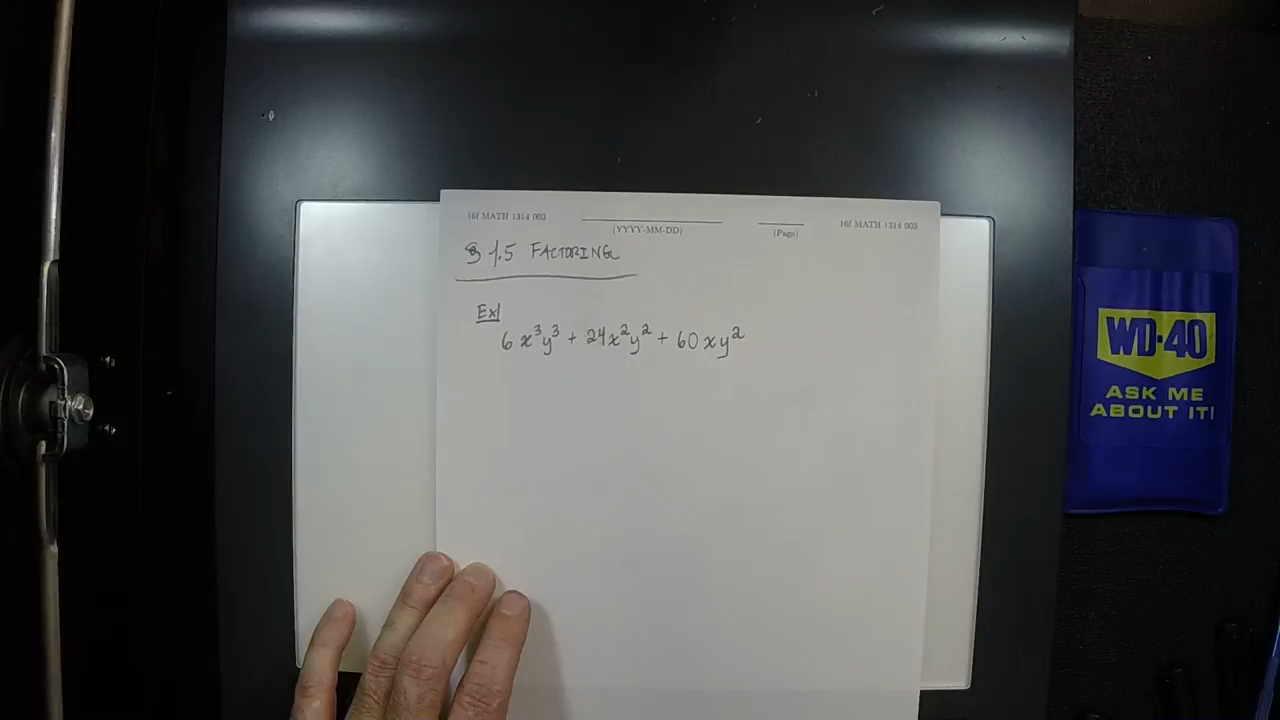 16f MATH 1314 003
(YYYY-MM-DD)
(Page)
16f MATH 1314 003
§ 1.5 FACTORING
Ex|
6x³y³ + 24x²y² + 60xy²
WD-40
ASK ME
ABOUT IT!